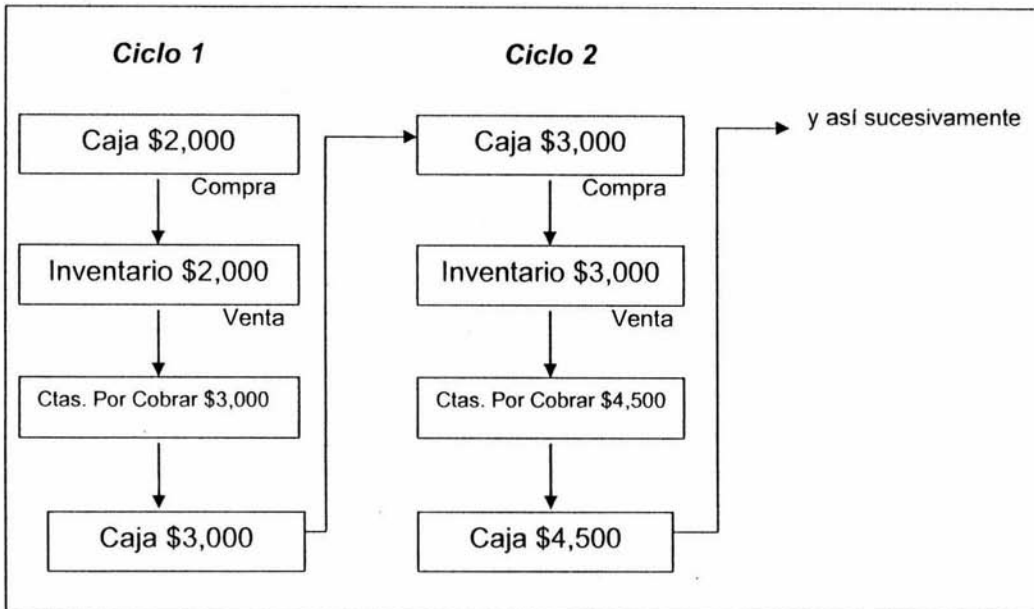 Ciclo 1
Caja $2,000
Compra
Inventario $2,000
Venta
Ctas. Por Cobrar $3,000
Caja $3,000
Ciclo 2
Caja $3,000
Compra
Inventario $3,000
Venta
Ctas. Por Cobrar $4,500
Caja $4,500
y así sucesivamente